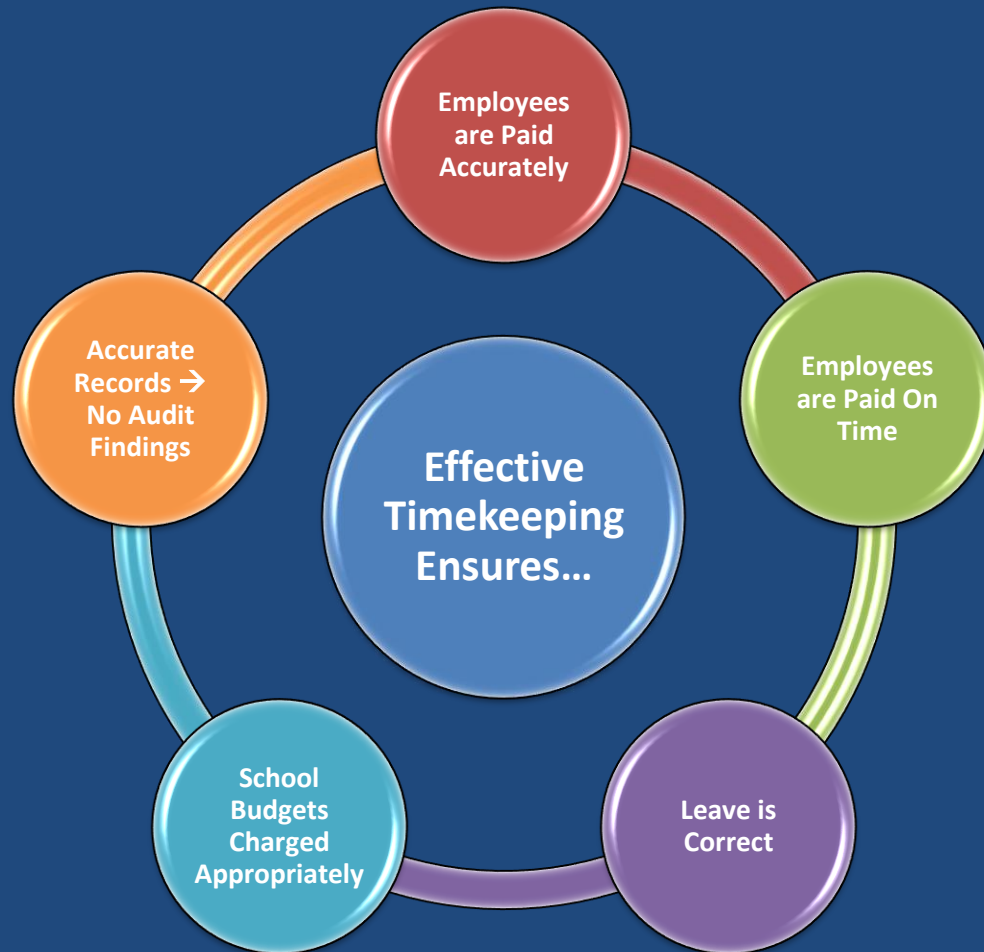 Employees
are Paid
Accurately
Employees
are Paid On
Time
Leave is
Correct
School
Budgets
Charged
Appropriately
Accurate
Records →
No Audit
Findings
Effective
Timekeeping
Ensures…